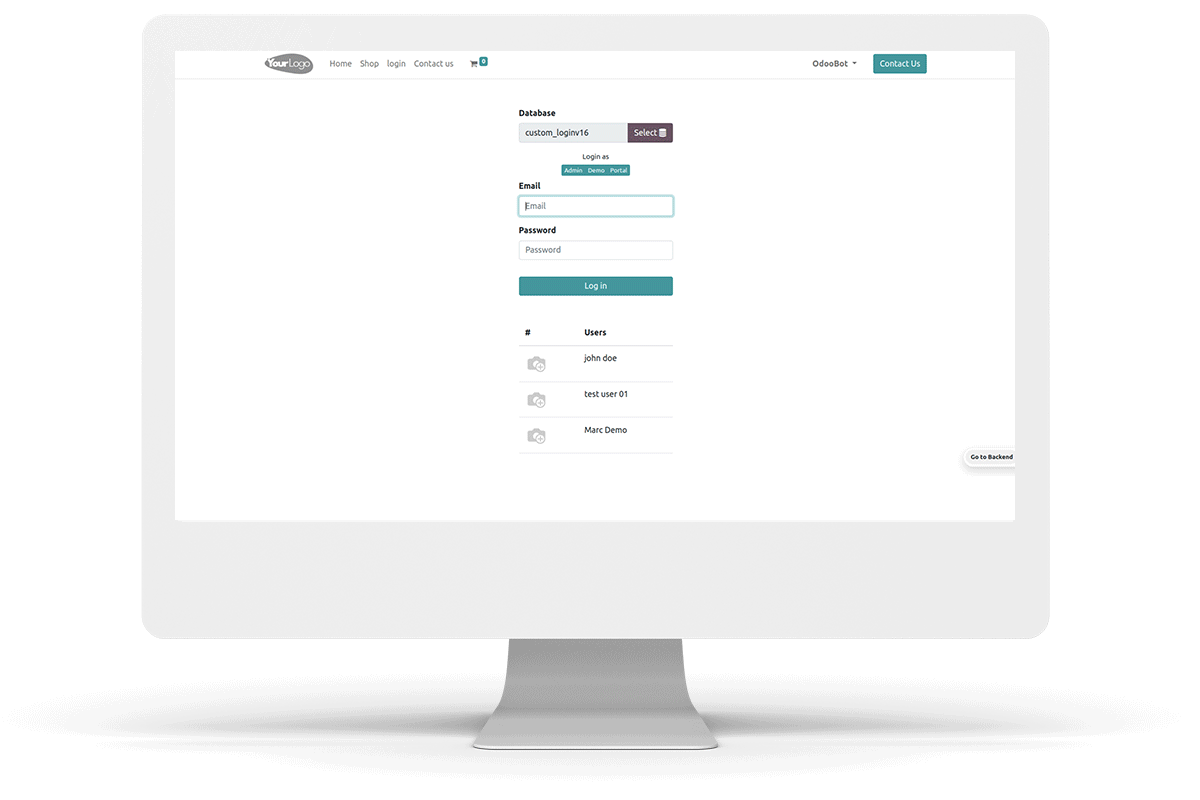 YourLogo Home Shop login Contact us 0 OdooBot Contact Us
Database
custom_loginv16 Select
Login as
Admin Demo Portal
Email
Email
Password
Password
Log in
# Users
john doe
test user 01
Marc Demo
Go to Backend